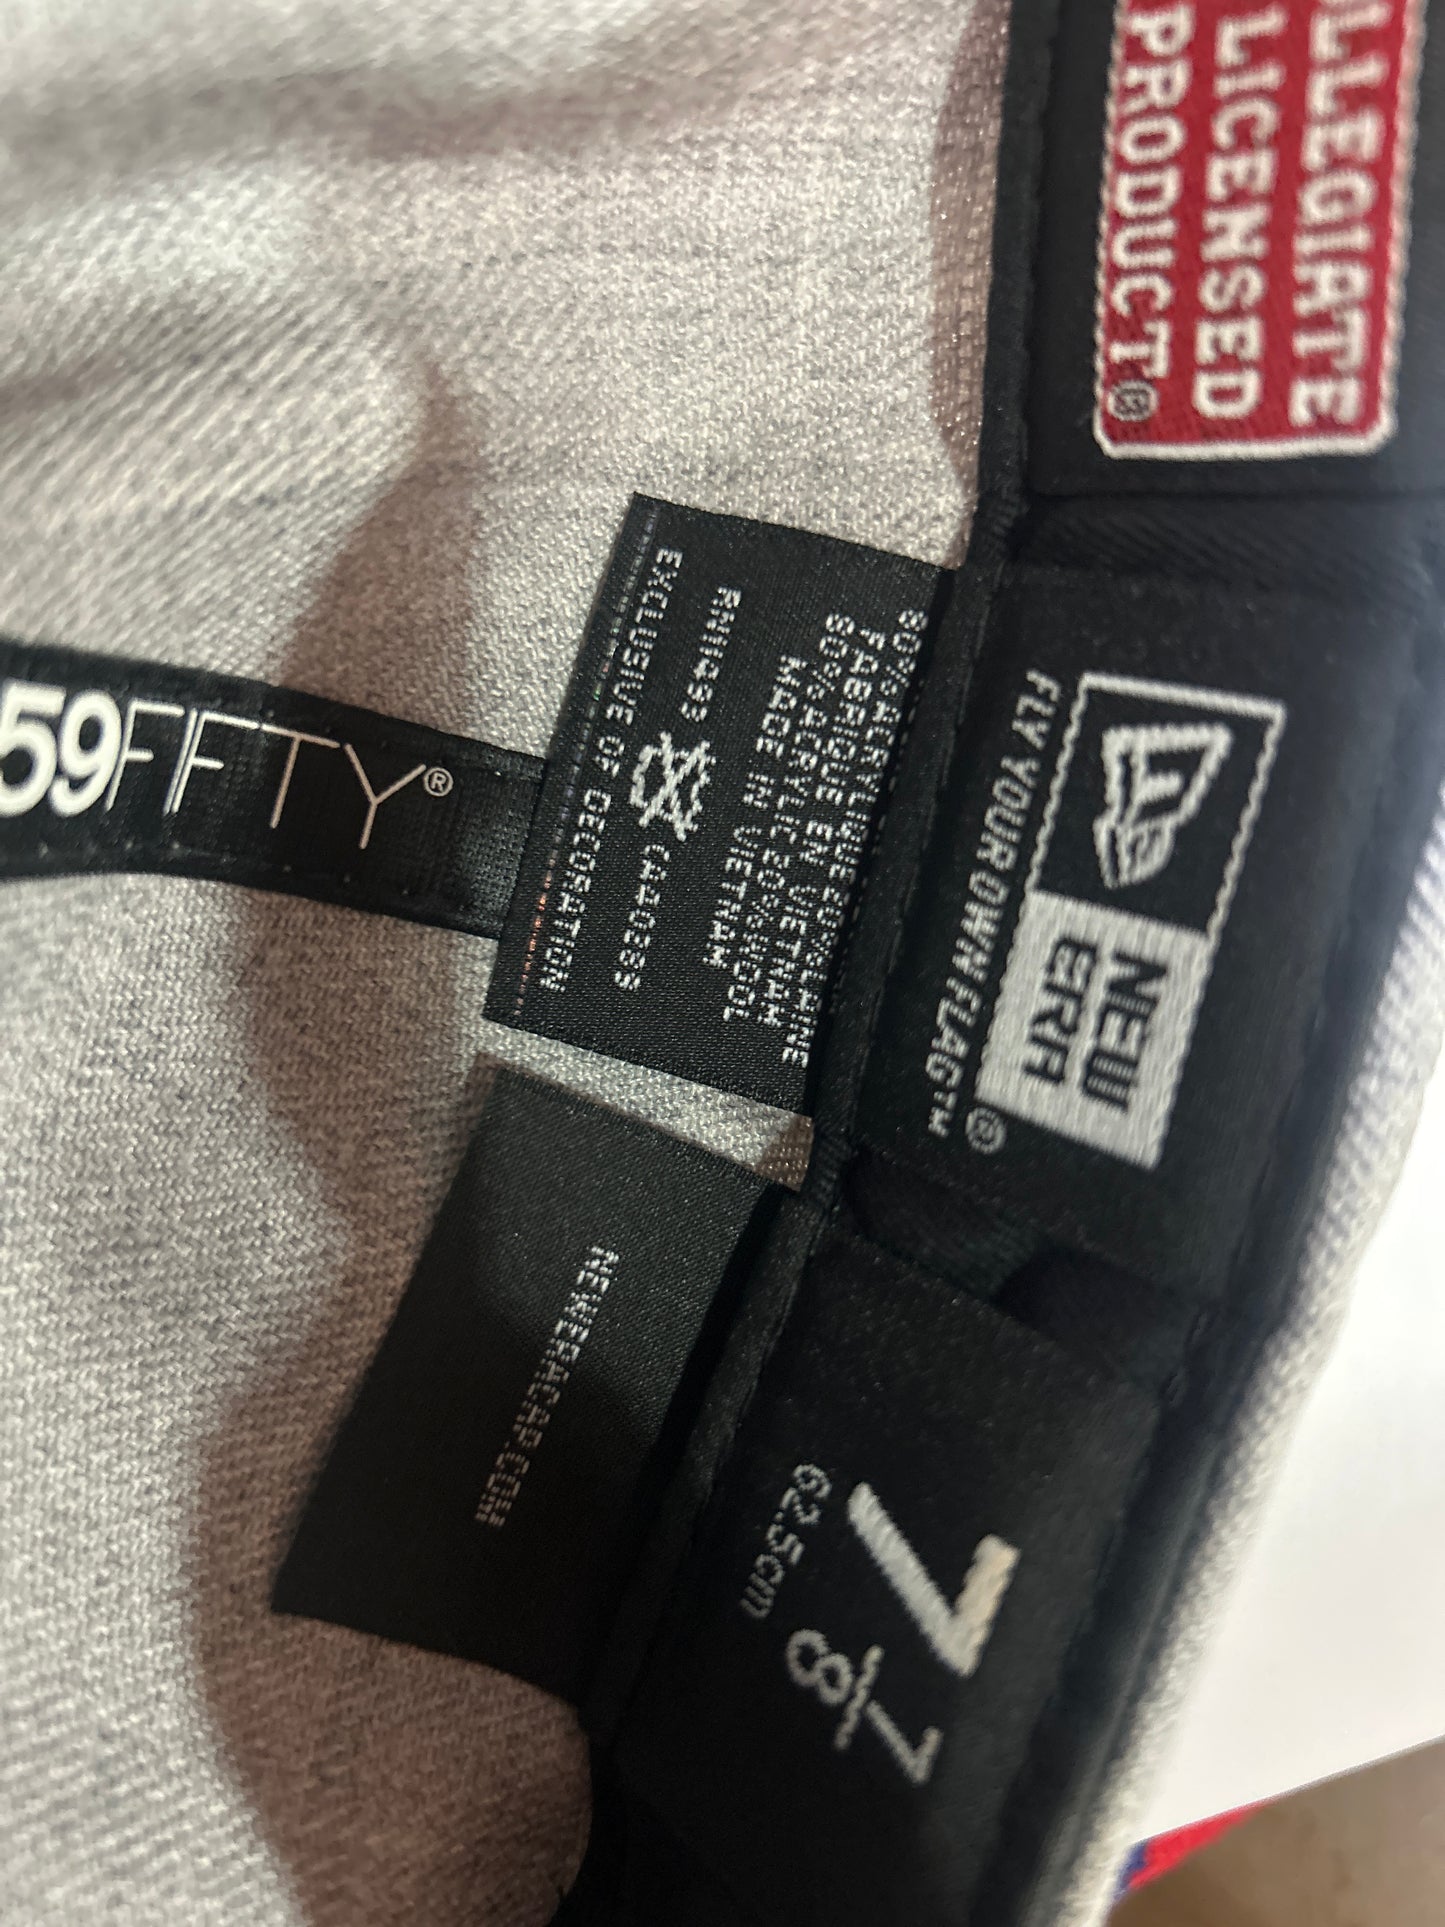 COLLEGIATE
LICENSED
PRODUCT®
59FIFTY®
NEW
ERA
®
FLY YOUR OWN FLAG™
80% ACRYLIQUE 20% LAINE
FABRIQUE EN VIETNAM
80% ACRYLIC 20% WOOL
MADE IN VIETNAM
RN11493
CA40389
EXCLUSIVE OF DECORATION
NEWERACAP.COM
7 7/8
62.5cm